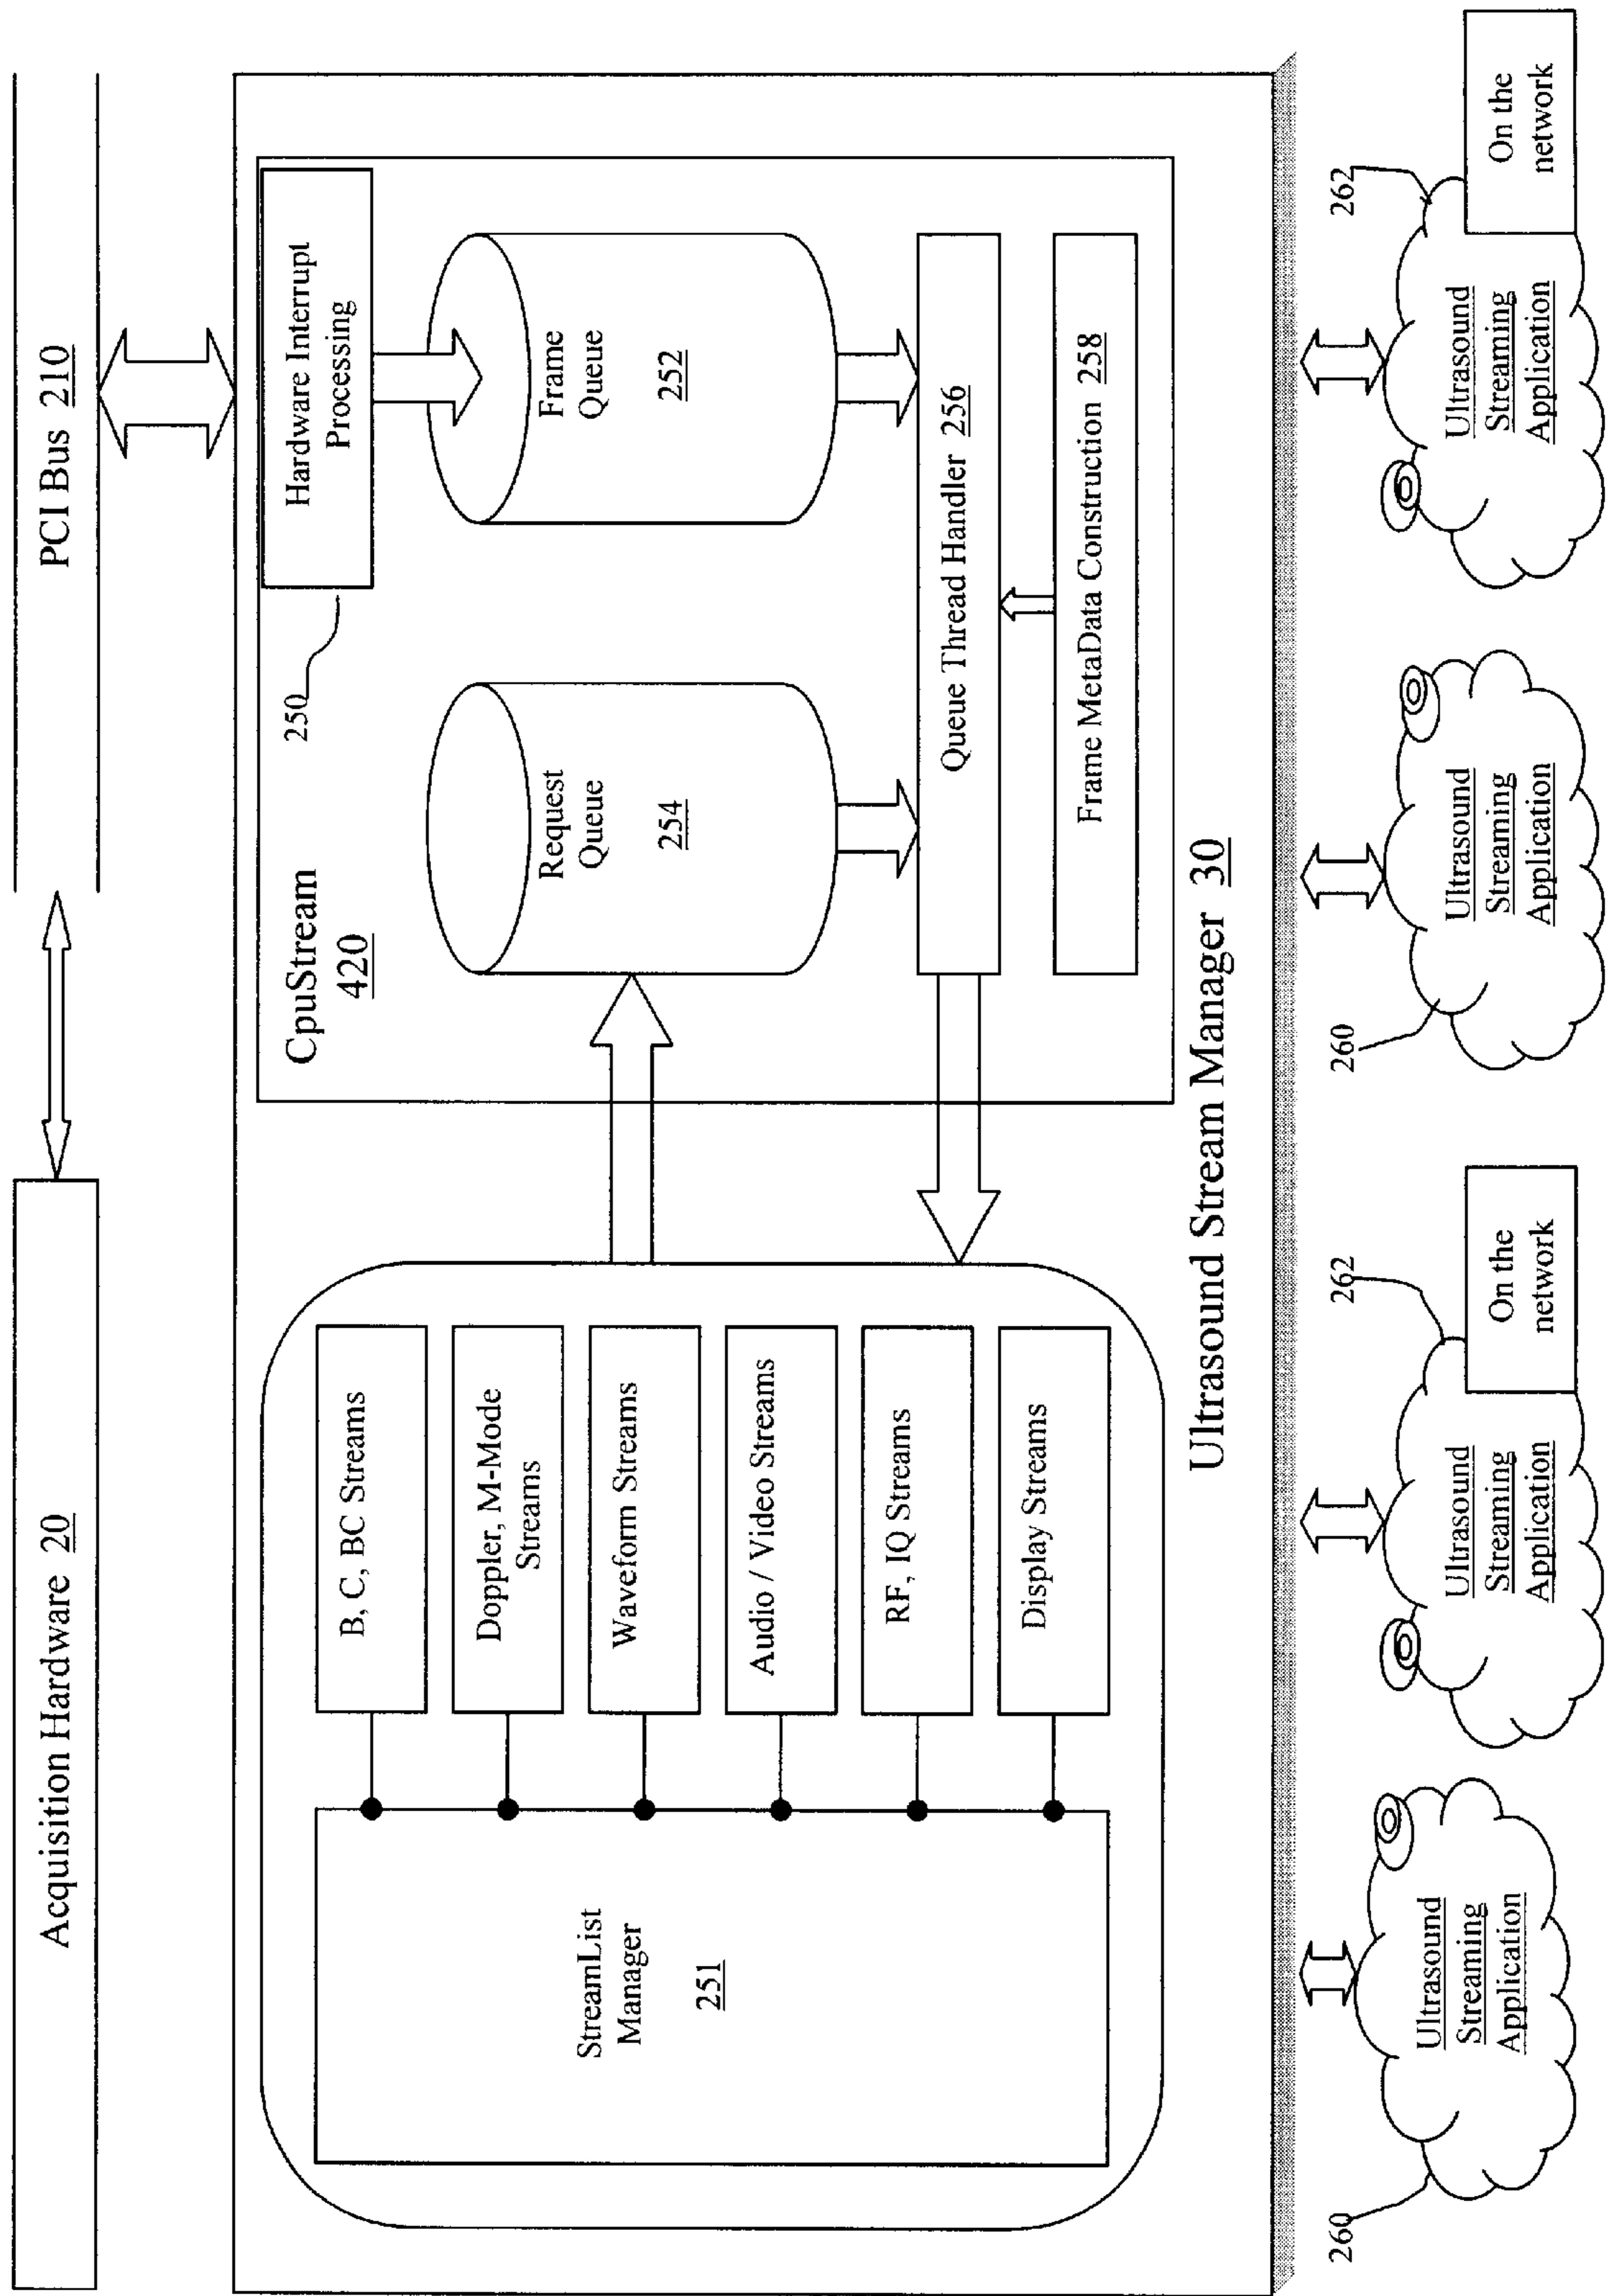 Acquisition Hardware 20
PCI Bus 210
StreamList
Manager
251
B, C, BC Streams
Doppler, M-Mode
Streams
Waveform Streams
Audio / Video Streams
RF, IQ Streams
Display Streams
CpuStream
420
250
Hardware Interrupt
Processing
Request
Queue
254
Frame
Queue
252
Queue Thread Handler 256
Frame MetaData Construction 258
Ultrasound Stream Manager 30
260
Ultrasound
Streaming
Application
262
Ultrasound
Streaming
Application
On the
network
260
Ultrasound
Streaming
Application
262
Ultrasound
Streaming
Application
On the
network